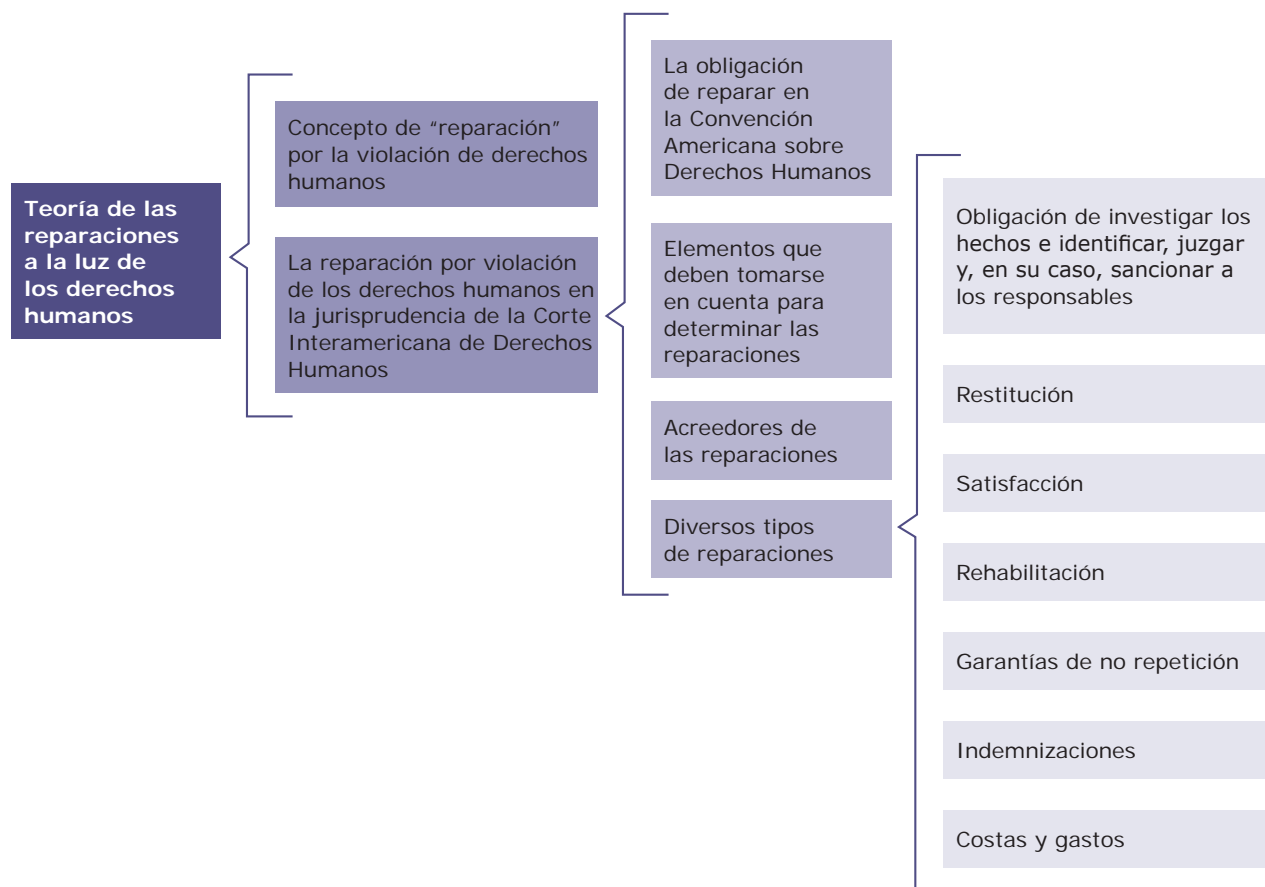 Teoría de las
reparaciones
a la luz de
los derechos
humanos
Concepto de “reparación”
por la violación de derechos
humanos
La reparación por violación
de los derechos humanos en
la jurisprudencia de la Corte
Interamericana de Derechos
Humanos
La obligación
de reparar en
la Convención
Americana sobre
Derechos Humanos
Elementos que
deben tomarse
en cuenta para
determinar las
reparaciones
Acreedores de
las reparaciones
Diversos tipos
de reparaciones
Obligación de investigar los
hechos e identificar, juzgar
y, en su caso, sancionar a
los responsables
Restitución
Satisfacción
Rehabilitación
Garantías de no repetición
Indemnizaciones
Costas y gastos